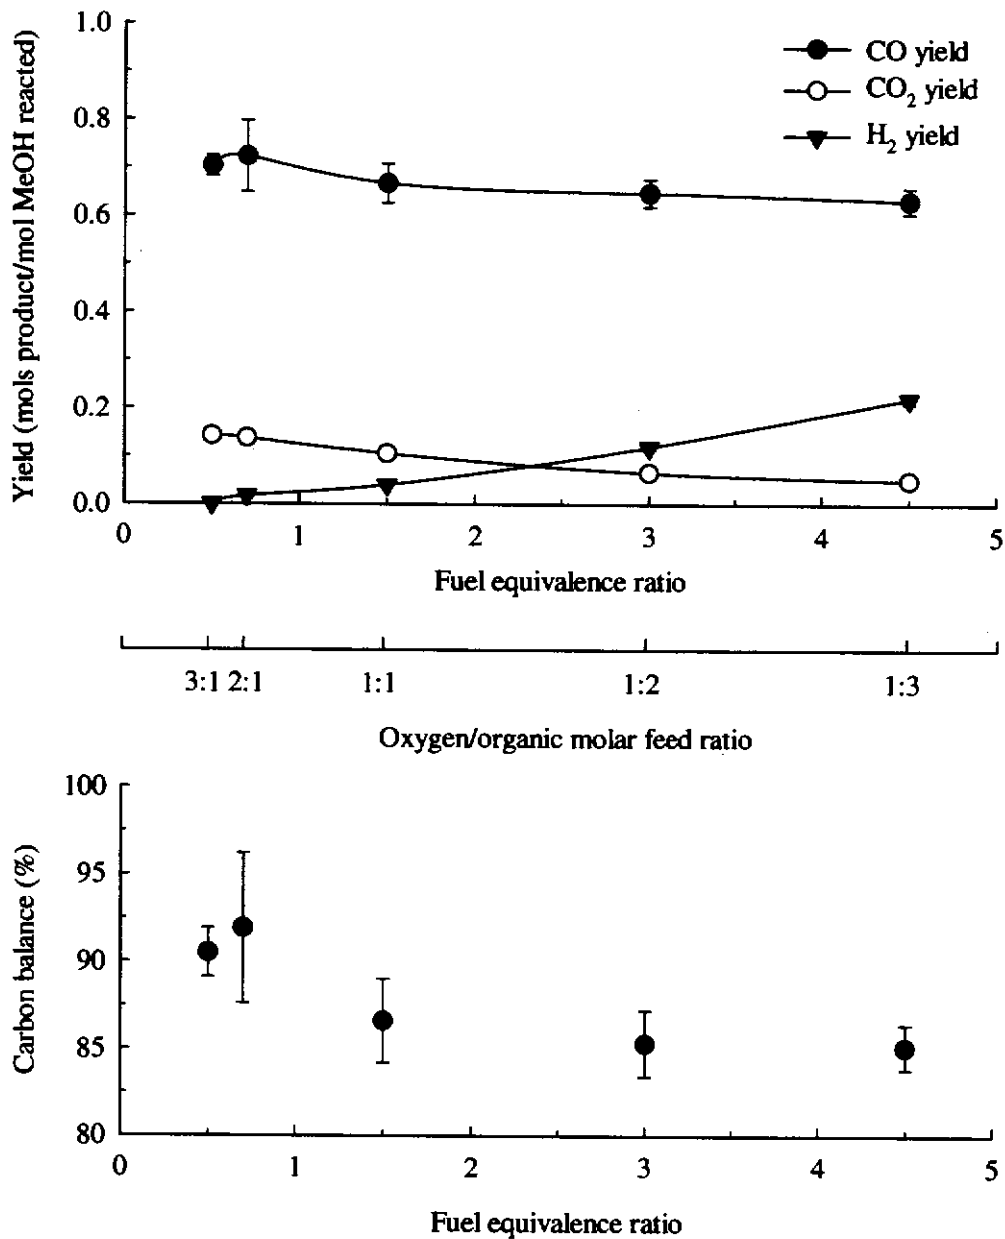 Yield (mols product/mol MeOH reacted)
1.0
0.8
0.6
0.4
0.2
0.0
CO yield
CO₂ yield
H₂ yield
0 1 2 3 4 5
Fuel equivalence ratio
3:1 2:1 1:1 1:2 1:3
Oxygen/organic molar feed ratio
Carbon balance (%)
100
95
90
85
80
0 1 2 3 4 5
Fuel equivalence ratio